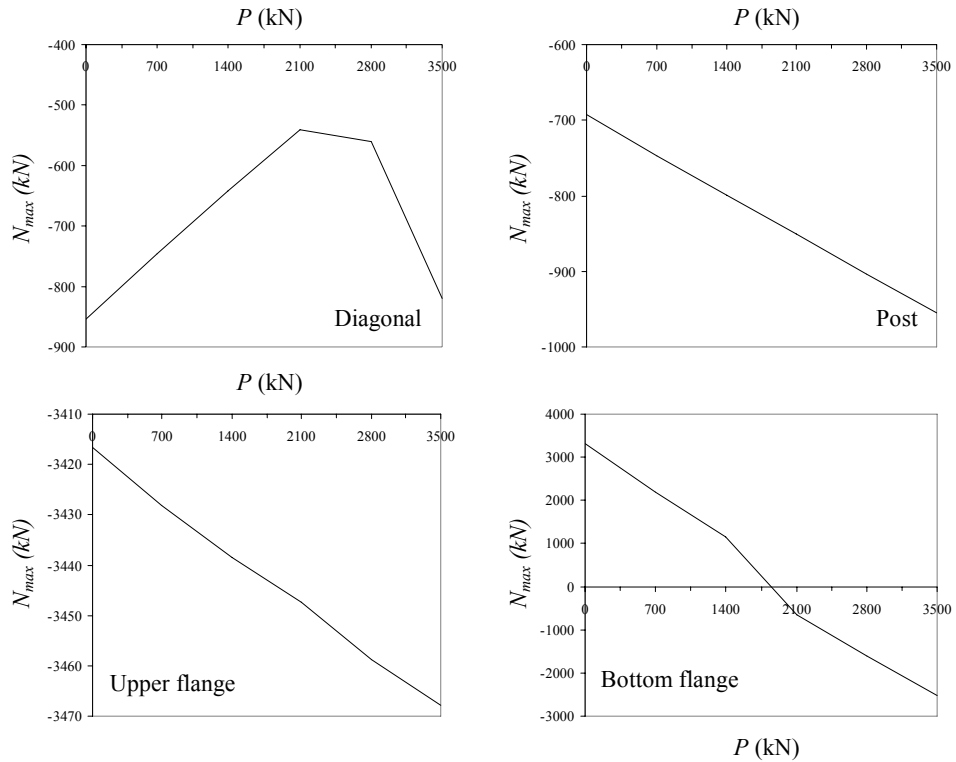 P (kN)
-400
0 700 1400 2100 2800 3500
-500
-600
-700
-800
-900
N_max (kN)
Diagonal
P (kN)
-600
0 700 1400 2100 2800 3500
-700
-800
-900
-1000
N_max (kN)
Post
P (kN)
-3410
0 700 1400 2100 2800 3500
-3420
-3430
-3440
-3450
-3460
-3470
N_max (kN)
Upper flange
4000
3000
2000
1000
0
0 700 1400 2100 2800 3500
-1000
-2000
-3000
N_max (kN)
Bottom flange
P (kN)